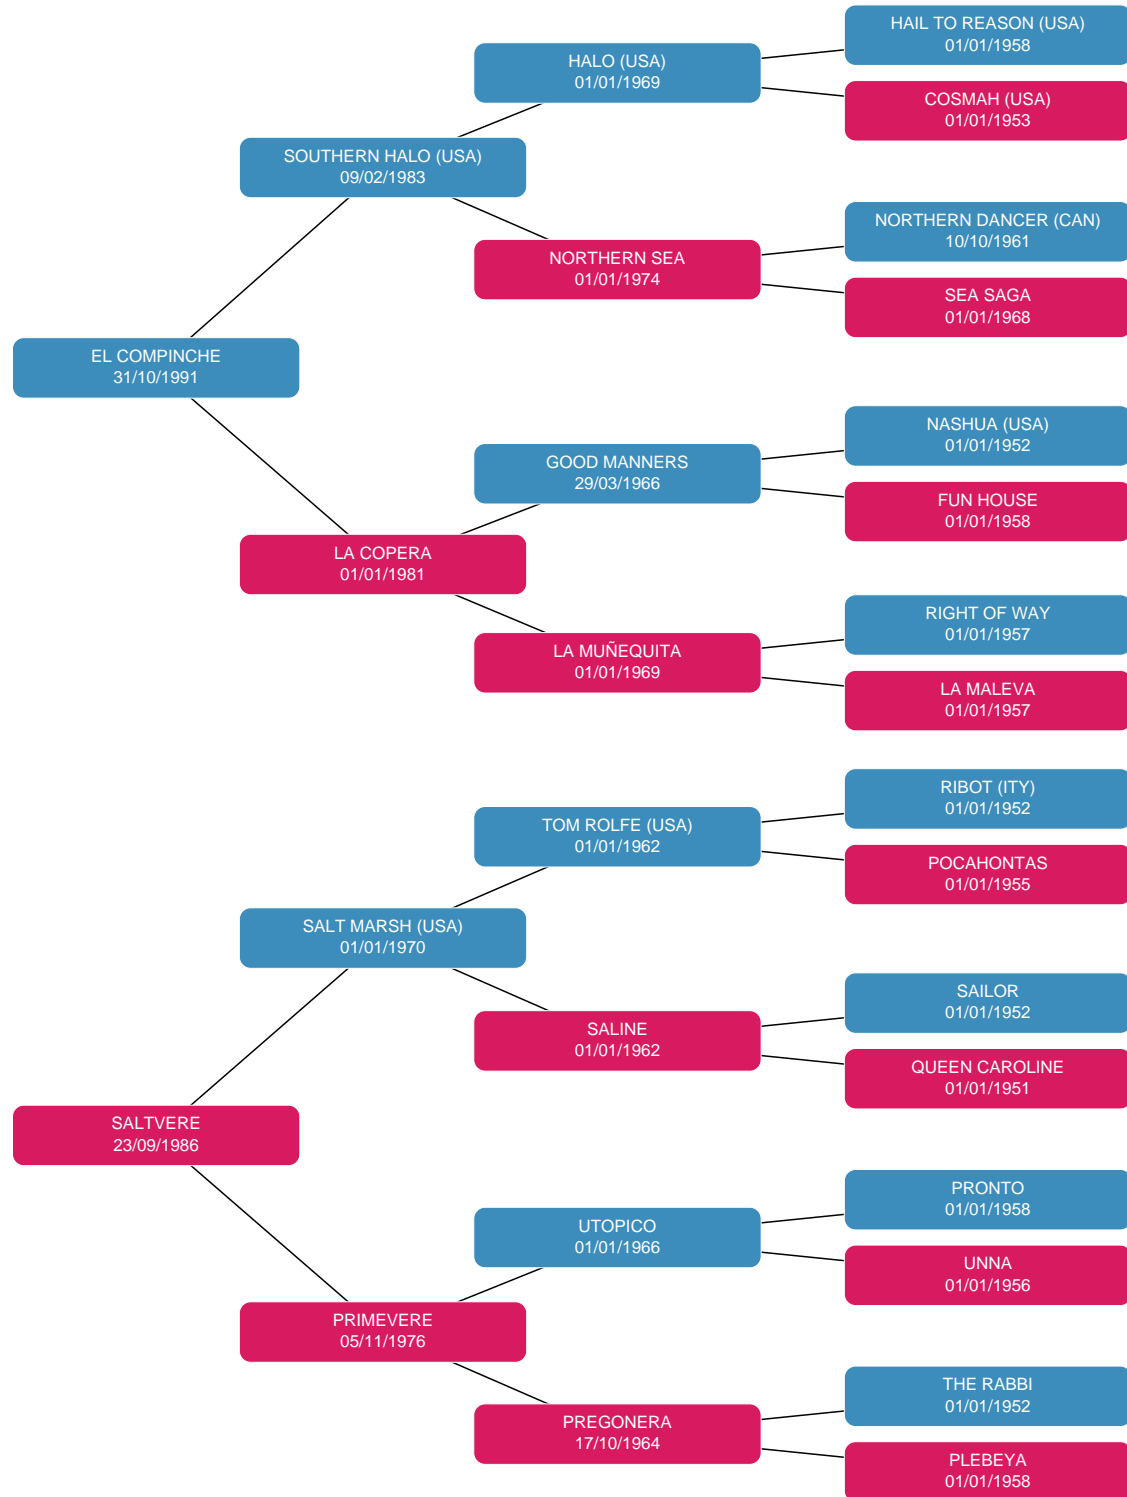 HAIL TO REASON (USA)
01/01/1958
HALO (USA)
01/01/1969
COSMAH (USA)
01/01/1953
SOUTHERN HALO (USA)
09/02/1983
NORTHERN DANCER (CAN)
10/10/1961
NORTHERN SEA
01/01/1974
SEA SAGA
01/01/1968
EL COMPINCHE
31/10/1991
NASHUA (USA)
01/01/1952
GOOD MANNERS
29/03/1966
FUN HOUSE
01/01/1958
LA COPERA
01/01/1981
RIGHT OF WAY
01/01/1957
LA MUÑEQUITA
01/01/1969
LA MALEVA
01/01/1957
RIBOT (ITY)
01/01/1952
TOM ROLFE (USA)
01/01/1962
POCAHONTAS
01/01/1955
SALT MARSH (USA)
01/01/1970
SAILOR
01/01/1952
SALINE
01/01/1962
QUEEN CAROLINE
01/01/1951
SALTVERE
23/09/1986
PRONTO
01/01/1958
UTOPICO
01/01/1966
UNNA
01/01/1956
PRIMEVERE
05/11/1976
THE RABBI
01/01/1952
PREGONERA
17/10/1964
PLEBEYA
01/01/1958